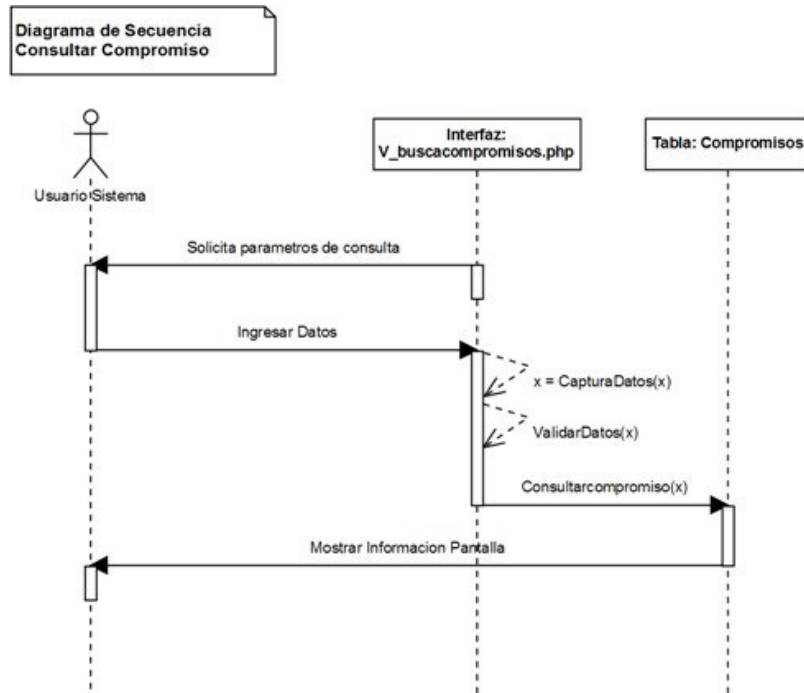 Diagrama de Secuencia
Consultar Compromiso
Interfaz:
V_buscacompromisos.php
Tabla: Compromisos
Usuario Sistema
Solicita parametros de consulta
Ingresar Datos
x = CapturaDatos(x)
ValidarDatos(x)
Consultarcompromiso(x)
Mostrar Informacion Pantalla